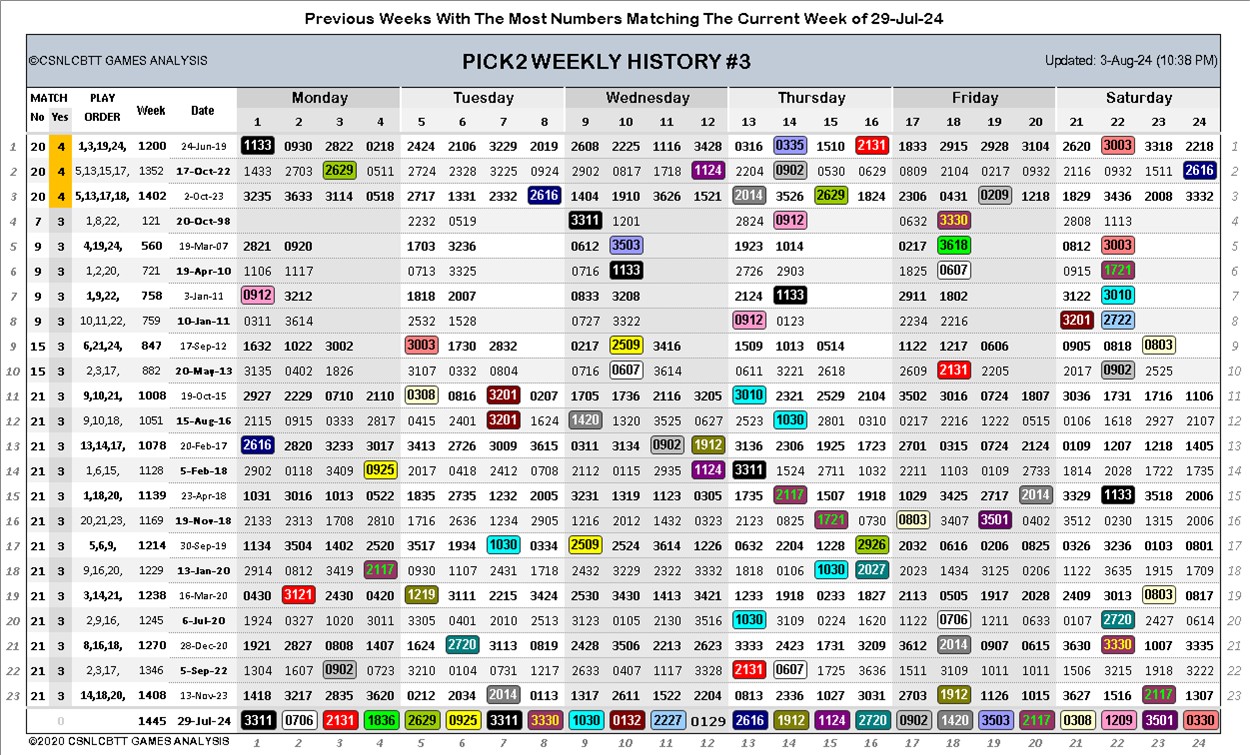 Previous Weeks With The Most Numbers Matching The Current Week of 29-Jul-24
©CSNLCBTT GAMES ANALYSIS PICK2 WEEKLY HISTORY #3 Updated: 3-Aug-24 (10:38 PM)
MATCH PLAY Week Date Monday Tuesday Wednesday Thursday Friday Saturday
No Yes ORDER 1 2 3 4 5 6 7 8 9 10 11 12 13 14 15 16 17 18 19 20 21 22 23 24
1 20 4 1,3,19,24, 1200 24-Jun-19 1133 0930 2822 0218 2424 2106 3229 2019 2608 2225 1116 3428 0316 0335 1510 2131 1833 2915 2928 3104 2620 3003 3318 2218 1
2 20 4 5,13,15,17, 1352 17-Oct-22 1433 2703 2629 0511 2724 2328 3225 0924 2902 0817 1718 1124 2204 0902 0530 0629 0809 2104 0217 0932 2116 0932 1511 2616 2
3 20 4 5,13,17,18, 1402 2-Oct-23 3235 3633 3114 0518 2717 1331 2332 2616 1404 1910 3626 1521 2014 3526 2629 1824 2306 0431 0209 1218 1829 3436 2008 3332 3
4 7 3 1,8,22, 121 20-Oct-98 2232 0519 3311 1201 2824 0912 0632 3330 2808 1113 4
5 9 3 4,19,24, 560 19-Mar-07 2821 0920 1703 3236 0612 3503 1923 1014 0217 3618 0812 3003 5
6 9 3 1,2,20, 721 19-Apr-10 1106 1117 0713 3325 0716 1133 2726 2903 1825 0607 0915 1721 6
7 9 3 1,9,22, 758 3-Jan-11 0912 3212 1818 2007 0833 3208 2124 1133 2911 1802 3122 3010 7
8 9 3 10,11,22, 759 10-Jan-11 0311 3614 2532 1528 0727 3322 0912 0123 2234 2216 3201 2722 8
9 15 3 6,21,24, 847 17-Sep-12 1632 1022 3002 3003 1730 2832 0217 2509 3416 1509 1013 0514 1122 1217 0606 0905 0818 0803 9
10 15 3 2,3,17, 882 20-May-13 3135 0402 1826 3107 0332 0804 0716 0607 3614 0611 3221 2618 2609 2131 2205 2017 0902 2525 10
11 21 3 9,10,21, 1008 19-Oct-15 2927 2229 0710 2110 0308 0816 3201 0207 1705 1736 2116 3205 3010 2321 2529 2104 3502 3016 0724 1807 3036 1731 1716 1106 11
12 21 3 9,10,18, 1051 15-Aug-16 2115 0915 0333 2817 0415 2401 3201 1624 1420 1320 0532 1327 2523 1030 2801 0310 0217 2216 1222 0515 0106 1618 2927 2107 12
13 21 3 13,14,17, 1078 20-Feb-17 2616 2820 3233 3017 3413 2726 3009 3615 0311 3134 0902 1912 3136 2306 1925 1723 2701 0315 0724 2124 0109 1207 1218 1405 13
14 21 3 1,6,15, 1128 5-Feb-18 2902 0118 3409 0925 2017 0418 2412 0708 2112 0115 2935 1124 3311 1524 2711 1032 2211 1103 0109 2733 1814 2028 1722 1735 14
15 21 3 1,18,20, 1139 23-Apr-18 1031 3016 1013 0522 1835 2735 1232 2005 3231 1319 1123 0305 1735 2117 1507 1918 1029 3425 2717 2014 3329 1133 3518 2006 15
16 21 3 20,21,23, 1169 19-Nov-18 2133 2313 1708 2810 1716 2636 1234 2905 1216 2012 1432 0323 2123 0825 1721 0730 0803 3407 3501 0402 3512 0230 1315 2006 16
17 21 3 5,6,9, 1214 30-Sep-19 1134 3504 1402 2520 3517 1934 1030 0334 2509 2524 3614 1226 0632 2204 1228 2926 2032 0616 0206 0825 0326 3236 0103 0801 17
18 21 3 9,16,20, 1229 13-Jan-20 2914 0812 3419 2117 0930 1107 2431 1718 2432 3229 2322 3332 1818 0106 1030 2027 2023 1434 3125 0206 1122 3635 1915 1709 18
19 21 3 3,14,21, 1238 16-Mar-20 0430 3121 2430 0420 1219 3111 2215 3424 2530 3430 1413 3421 1233 1918 0233 1827 2113 0505 1917 2028 2409 3013 0803 0817 19
20 21 3 2,9,16, 1245 6-Jul-20 1924 0327 1020 3011 3305 0401 2010 2513 3123 0105 2130 3516 1030 3109 0224 1620 1122 0706 1211 0633 0107 2720 2427 0614 20
21 21 3 8,16,18, 1270 28-Dec-20 1921 2827 0808 1407 1624 2720 3113 0819 2428 3506 2213 2623 3333 2423 1731 3209 3612 2014 0907 0615 2221 3330 1007 3335 21
22 21 3 2,3,17, 1346 5-Sep-22 1304 1607 0902 0723 3210 0104 0731 1217 2633 0407 1117 3328 2131 0607 1725 3636 1511 3109 1011 1011 1506 3215 1918 3222 22
23 21 3 14,18,20, 1408 13-Nov-23 1418 3217 2835 3620 0212 2034 2014 0113 1317 2611 1522 2204 0813 2336 1027 3031 2703 1912 1126 1015 3627 1516 2117 1307 23
0 1445 29-Jul-24 3311 0706 2131 1836 2629 0925 3311 3330 1030 0132 2227 0129 2616 1912 1124 2720 0902 1420 3503 2117 0308 1209 3501 0330
©2020 CSNLCBTT GAMES ANALYSIS 1 2 3 4 5 6 7 8 9 10 11 12 13 14 15 16 17 18 19 20 21 22 23 24